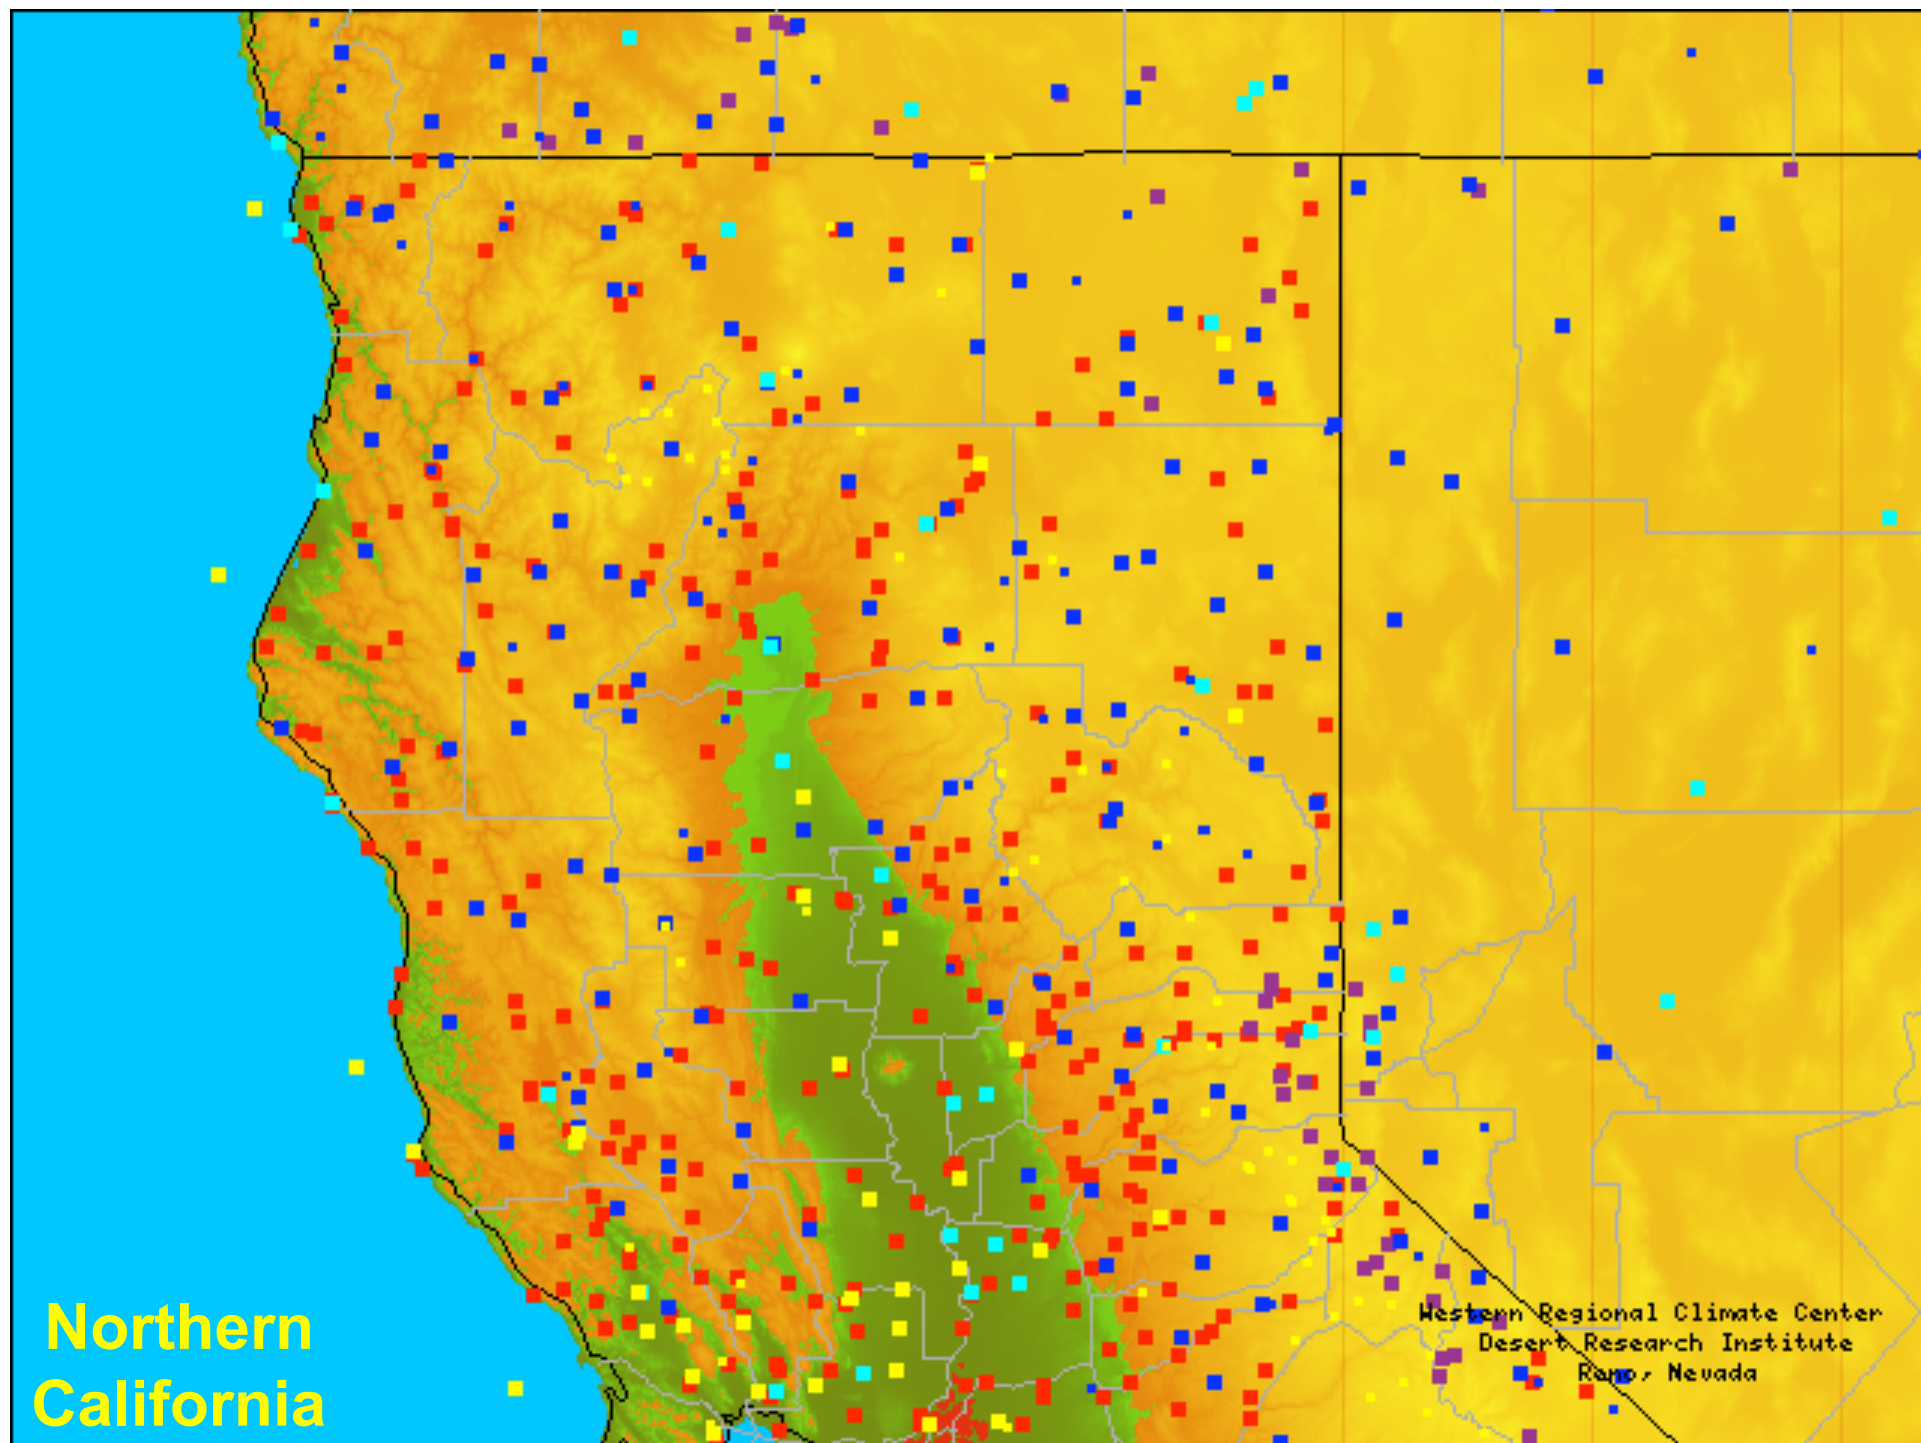 Northern
California
Western Regional Climate Center
Desert Research Institute
Reno, Nevada